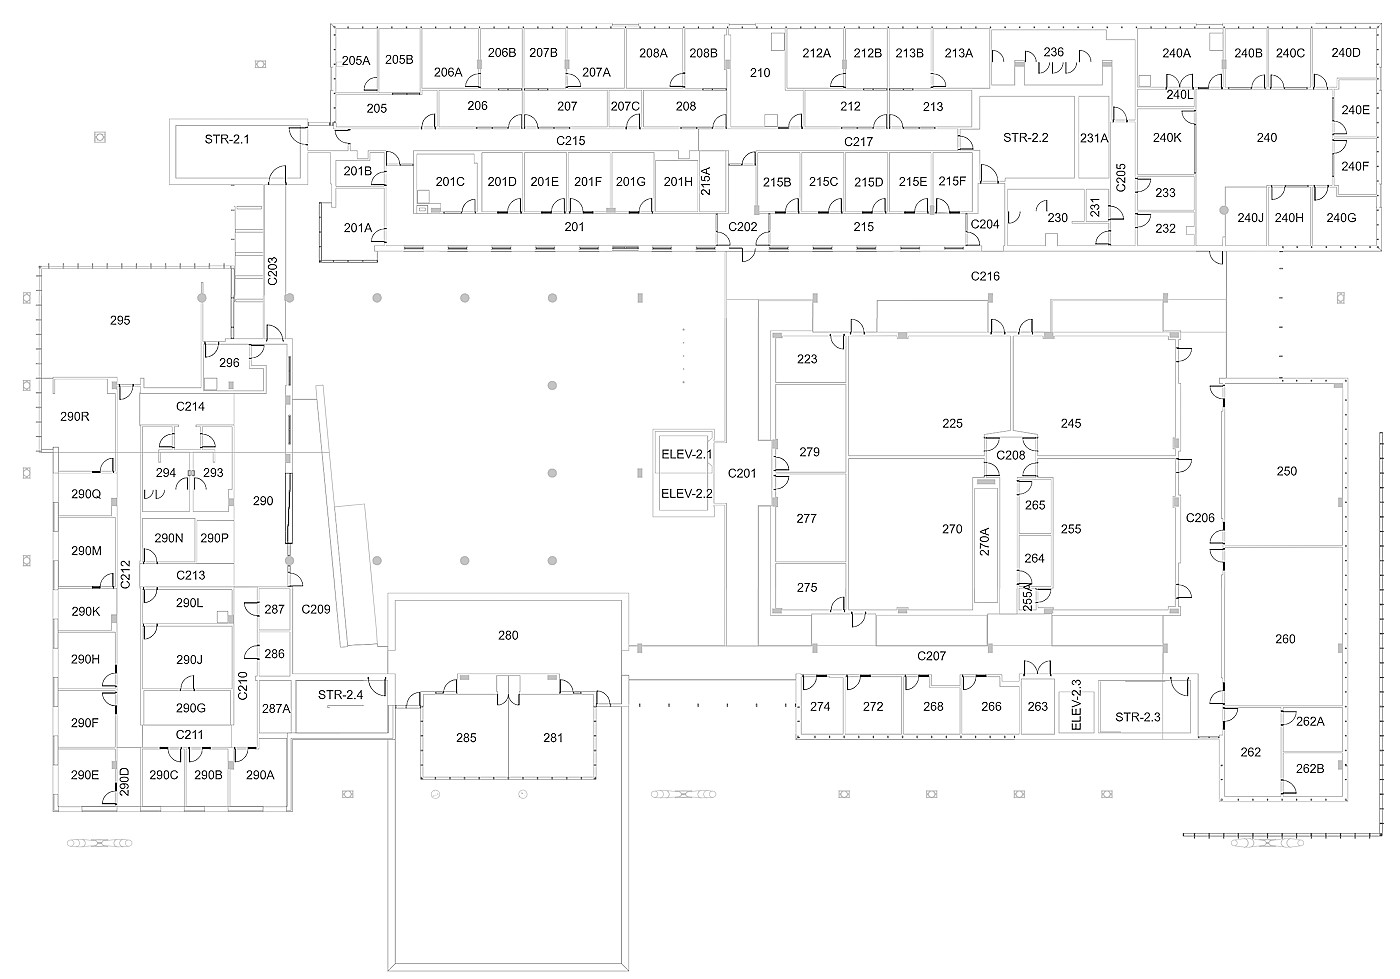 205A 205B 206A 206B 207B 207A 208A 208B 210 212A 212B 213B 213A 236 240A 240B 240C 240D
205 206 207 207C 208 212 213 240L 240E
STR-2.1 C215 C217 STR-2.2 231A 240K 240 240F
201B 201C 201D 201E 201F 201G 201H 215A 215B 215C 215D 215E 215F C205 233
201A 201 C202 215 C204 230 231 232 240J 240H 240G
C203 C216
295
296 223
290R C214 225 245
294 293 ELEV-2.1 279 C208
290Q 290 ELEV-2.2 C201 250
290N 290P 277 270 270A 265 255 C206
290M C212 C213 264
290K 290L 287 C209 275 255A
290H 290J 286 280 C207 260
290F 290G C210 287A STR-2.4 274 272 268 266 263 ELEV-2.3 STR-2.3
C211 285 281 262 262A
290E 290D 290C 290B 290A 262B